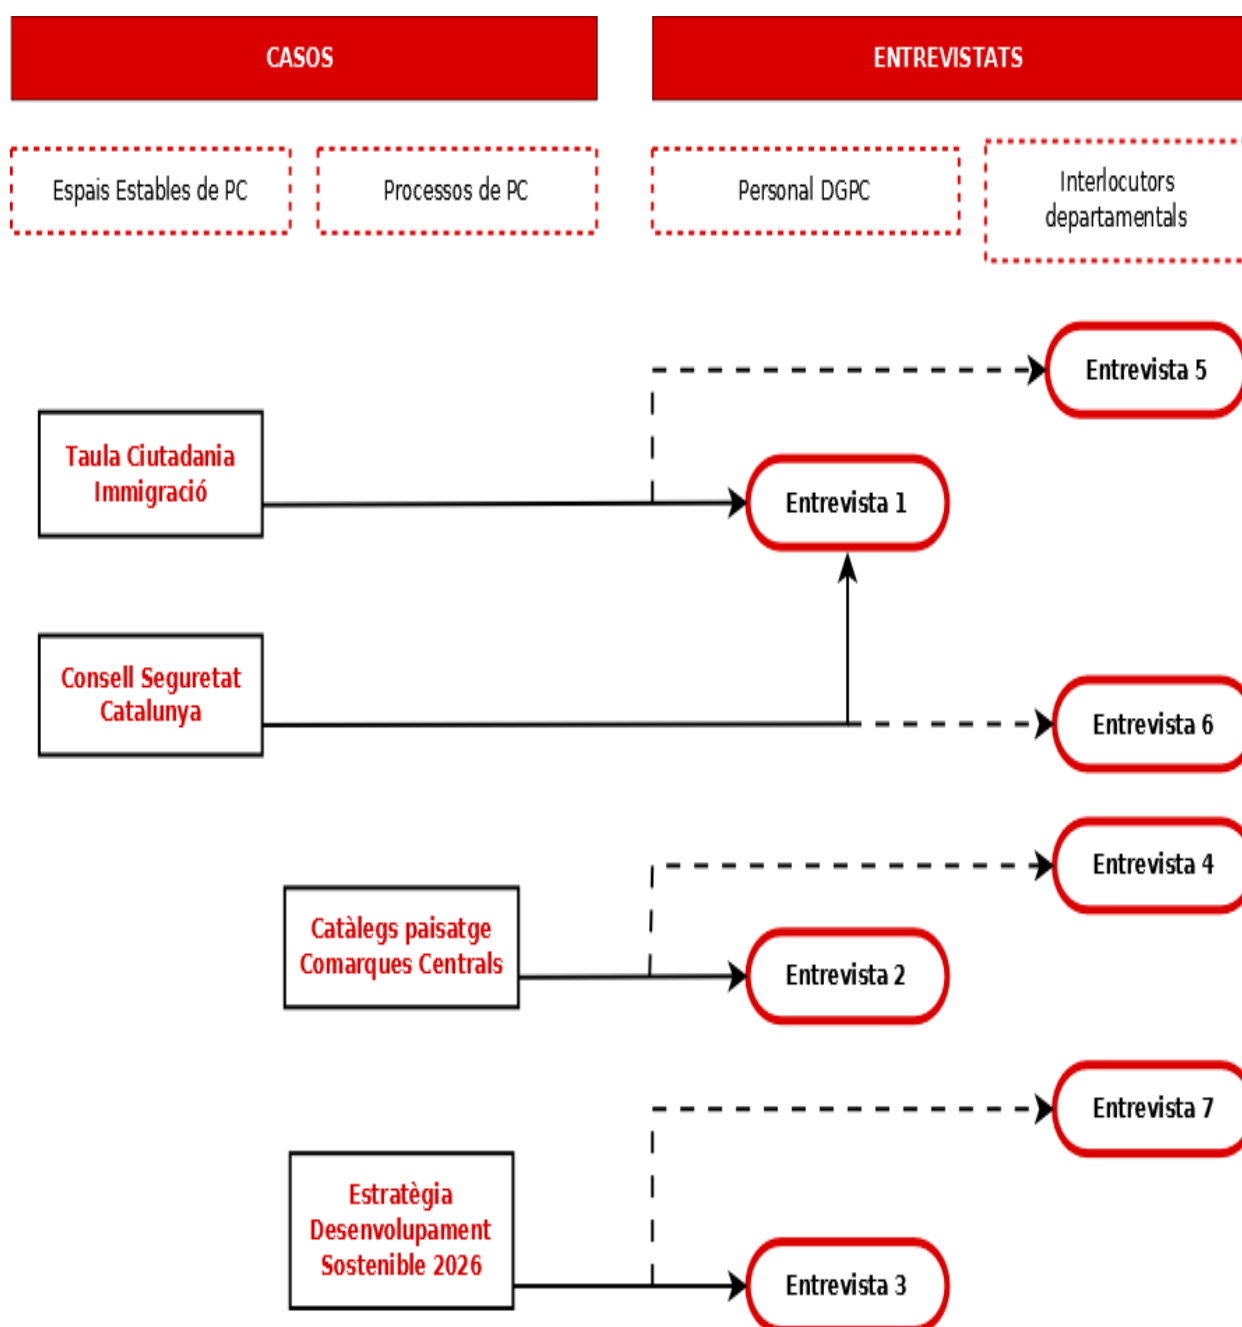 CASOS
ENTREVISTATS
Espais Estables de PC
Processos de PC
Personal DGPC
Interlocutors
departamentals
Entrevista 5
Taula Ciutadania
Immigració
Entrevista 1
Consell Seguretat
Catalunya
Entrevista 6
Entrevista 4
Catàlegs paisatge
Comarques Centrals
Entrevista 2
Entrevista 7
Estratègia
Desenvolupament
Sostenible 2026
Entrevista 3